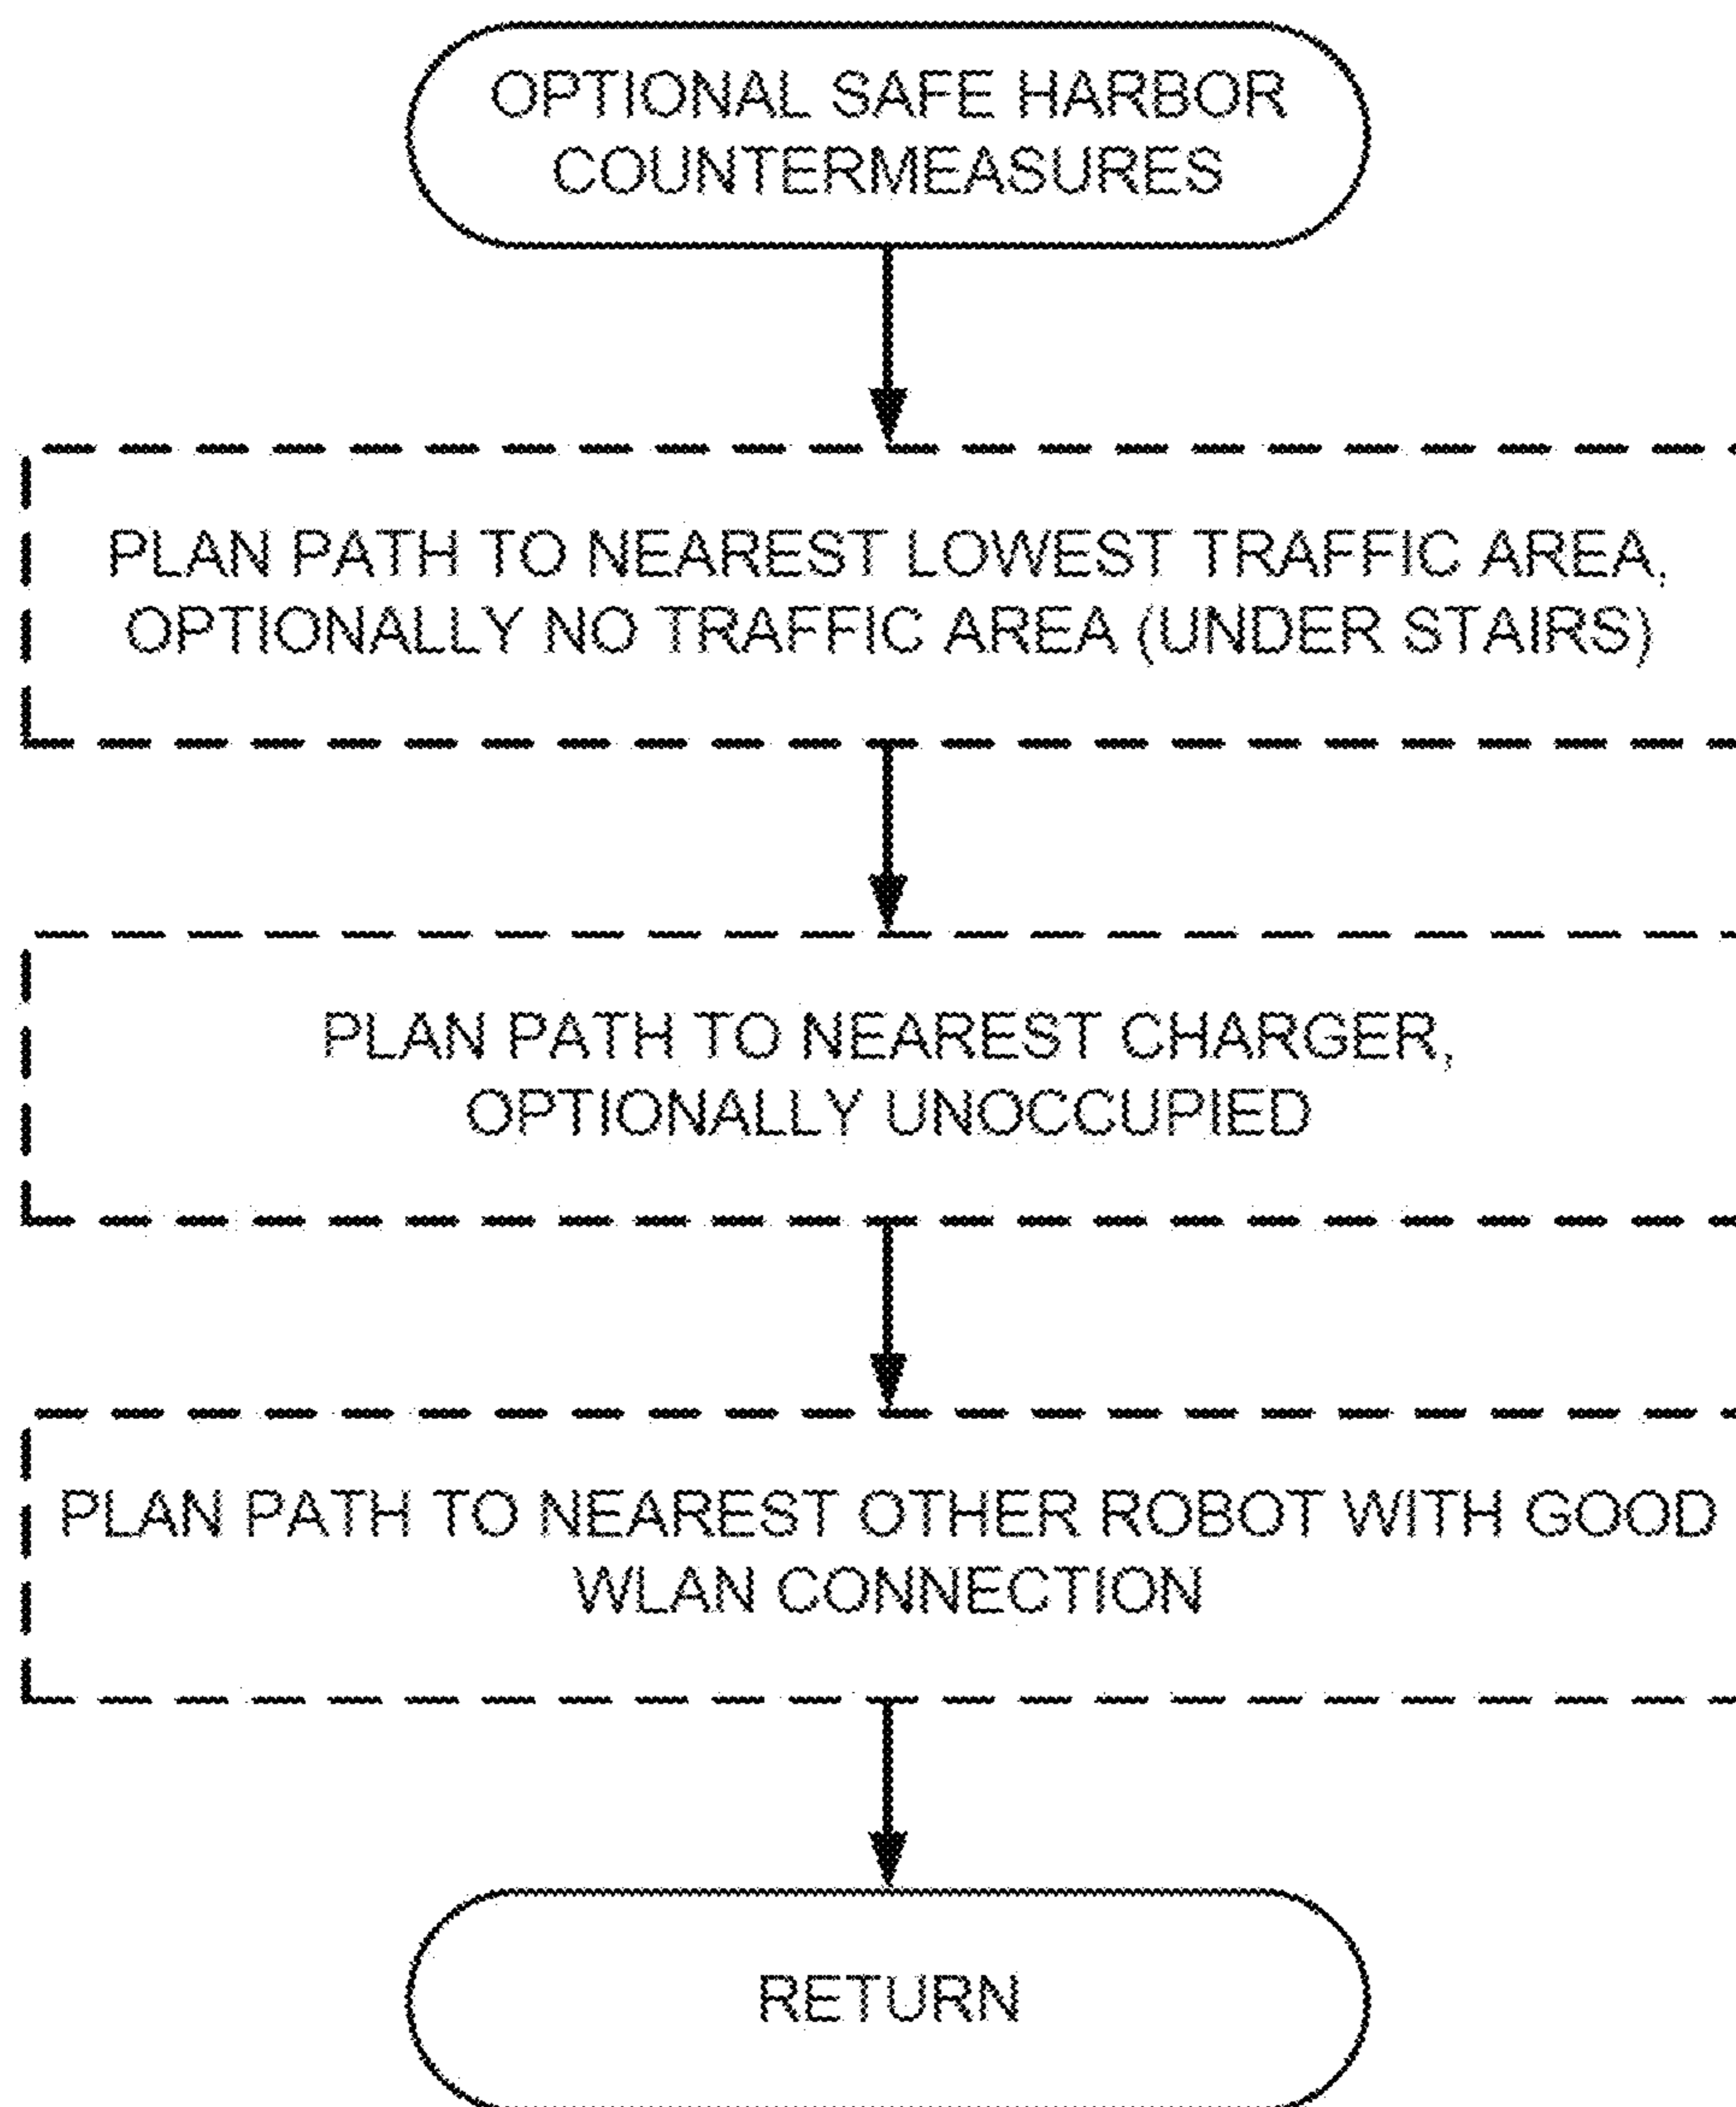 OPTIONAL SAFE HARBOR
COUNTERMEASURES
PLAN PATH TO NEAREST LOWEST TRAFFIC AREA,
OPTIONALLY NO TRAFFIC AREA (UNDER STAIRS)
PLAN PATH TO NEAREST CHARGER,
OPTIONALLY UNOCCUPIED
PLAN PATH TO NEAREST OTHER ROBOT WITH GOOD
WLAN CONNECTION
RETURN